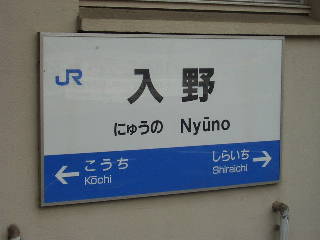 JR
入野
にゅうの Nyūno
← こうち しらいち →
Kōchi Shiraichi